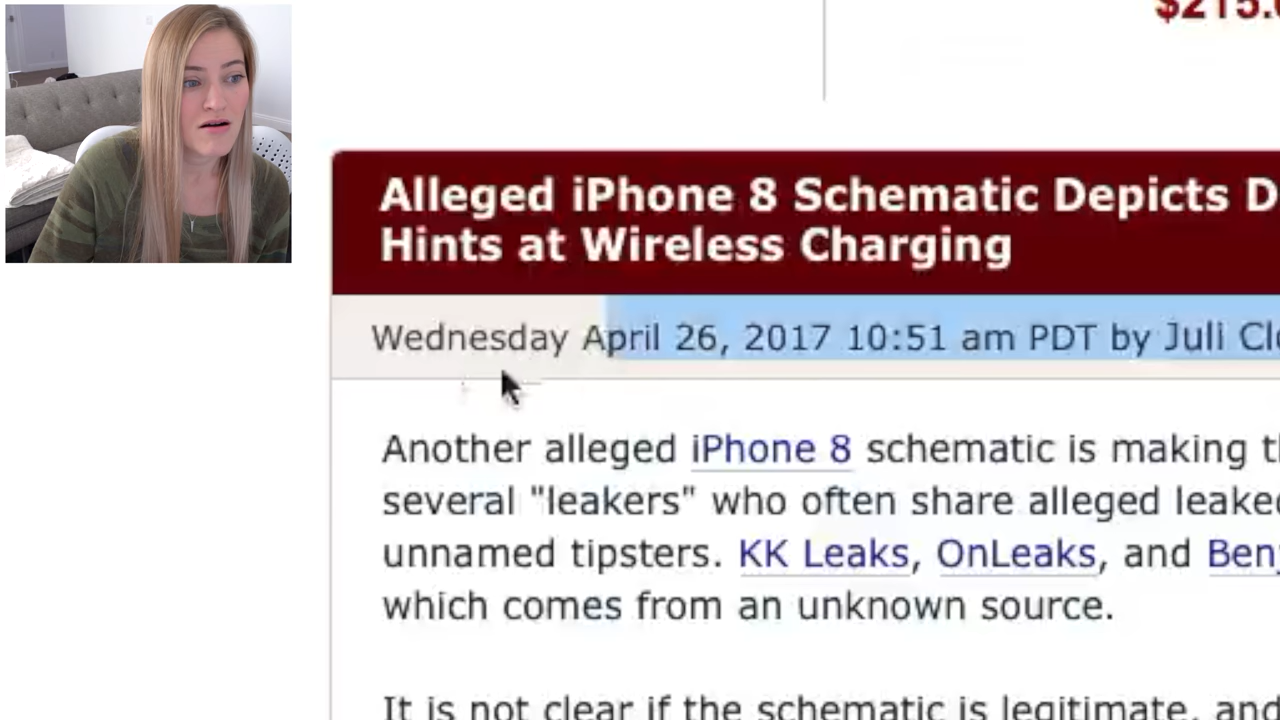 Alleged iPhone 8 Schematic Depicts
Hints at Wireless Charging
Wednesday April 26, 2017 10:51 am PDT by Juli
Another alleged iPhone 8 schematic is making
several "leakers" who often share alleged leaked
unnamed tipsters. KK Leaks, OnLeaks, and
which comes from an unknown source.
It is not clear if the schematic is legitimate, and